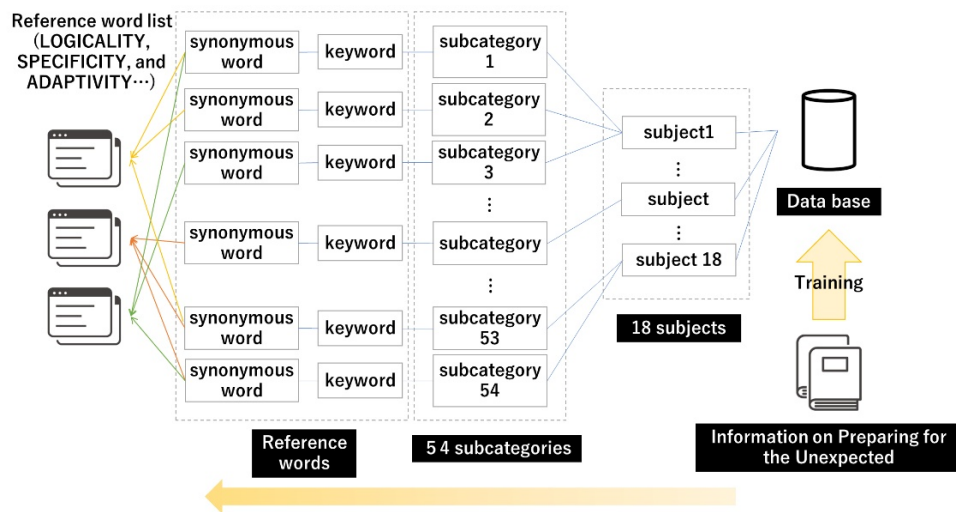 Reference word list
(LOGICALITY,
SPECIFICITY, and
ADAPTIVITY⋯)
synonymous
word
keyword
subcategory
1
synonymous
word
keyword
subcategory
2
synonymous
word
keyword
subcategory
3
⋮
synonymous
word
keyword
subcategory
⋮
synonymous
word
keyword
subcategory
53
synonymous
word
keyword
subcategory
54
subject1
⋮
subject
⋮
subject 18
Data base
Training
18 subjects
Reference
words
54 subcategories
Information on Preparing for
the Unexpected